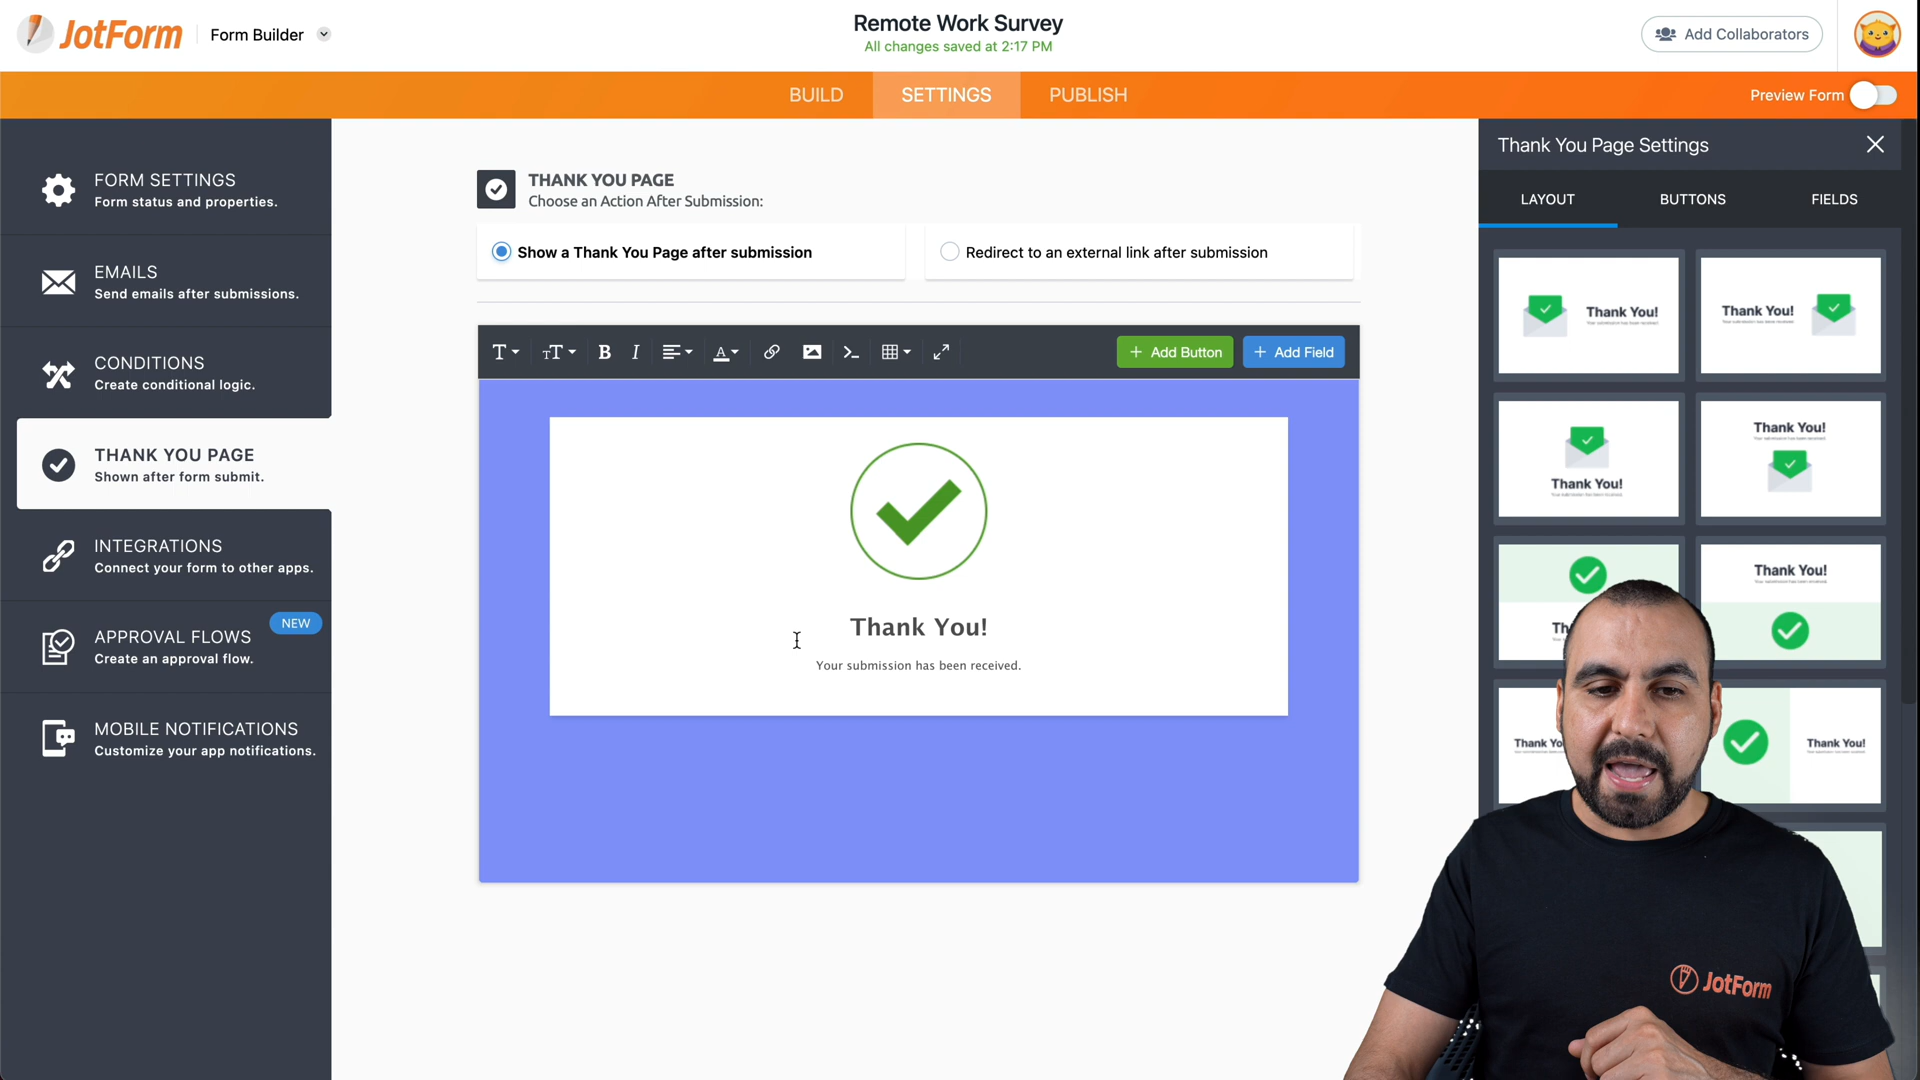 JotForm
Form Builder
Remote Work Survey
All changes saved at 2:17 PM
Add Collaborators
BUILD
SETTINGS
PUBLISH
Preview Form
FORM SETTINGS
Form status and properties.
EMAILS
Send emails after submissions.
CONDITIONS
Create conditional logic.
THANK YOU PAGE
Shown after form submit.
INTEGRATIONS
Connect your form to other apps.
NEW
APPROVAL FLOWS
Create an approval flow.
MOBILE NOTIFICATIONS
Customize your app notifications.
THANK YOU PAGE
Choose an Action After Submission:
Show a Thank You Page after submission
Redirect to an external link after submission
+ Add Button
+ Add Field
Thank You!
Your submission has been received.
Thank You Page Settings
LAYOUT
BUTTONS
FIELDS
Thank You!
Thank You!
Thank You!
Thank You!
Thank You!
Thank You!
JotForm